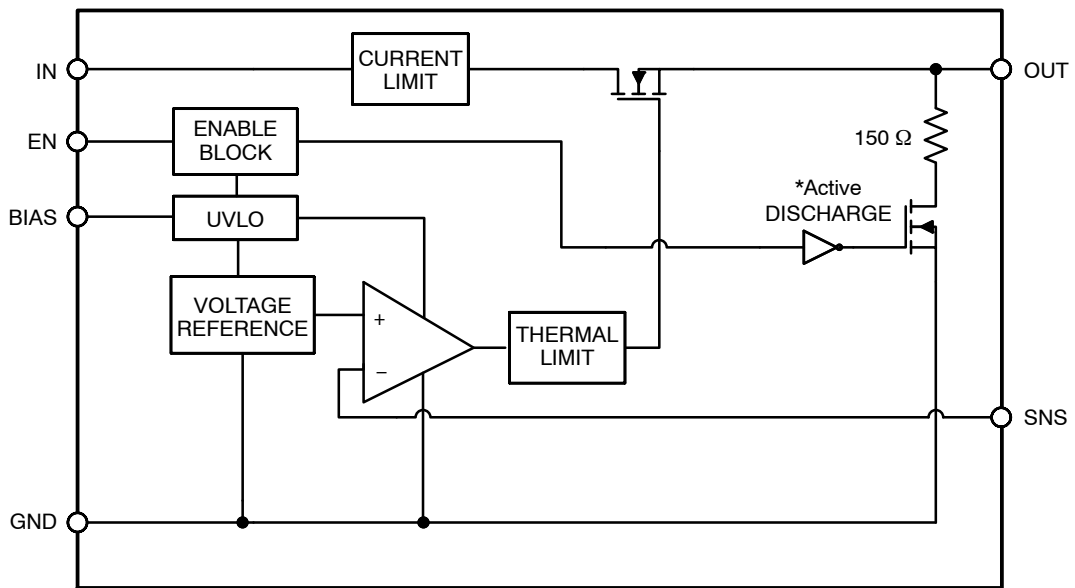 IN
CURRENT
LIMIT
OUT
EN
ENABLE
BLOCK
150 Ω
*Active
DISCHARGE
BIAS
UVLO
VOLTAGE
REFERENCE
+
−
THERMAL
LIMIT
SNS
GND